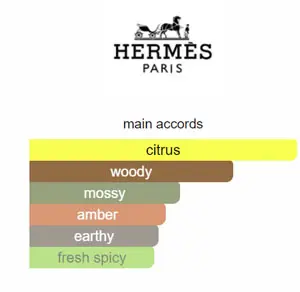 HERMÈS
PARIS
main accords
citrus
woody
mossy
amber
earthy
fresh spicy